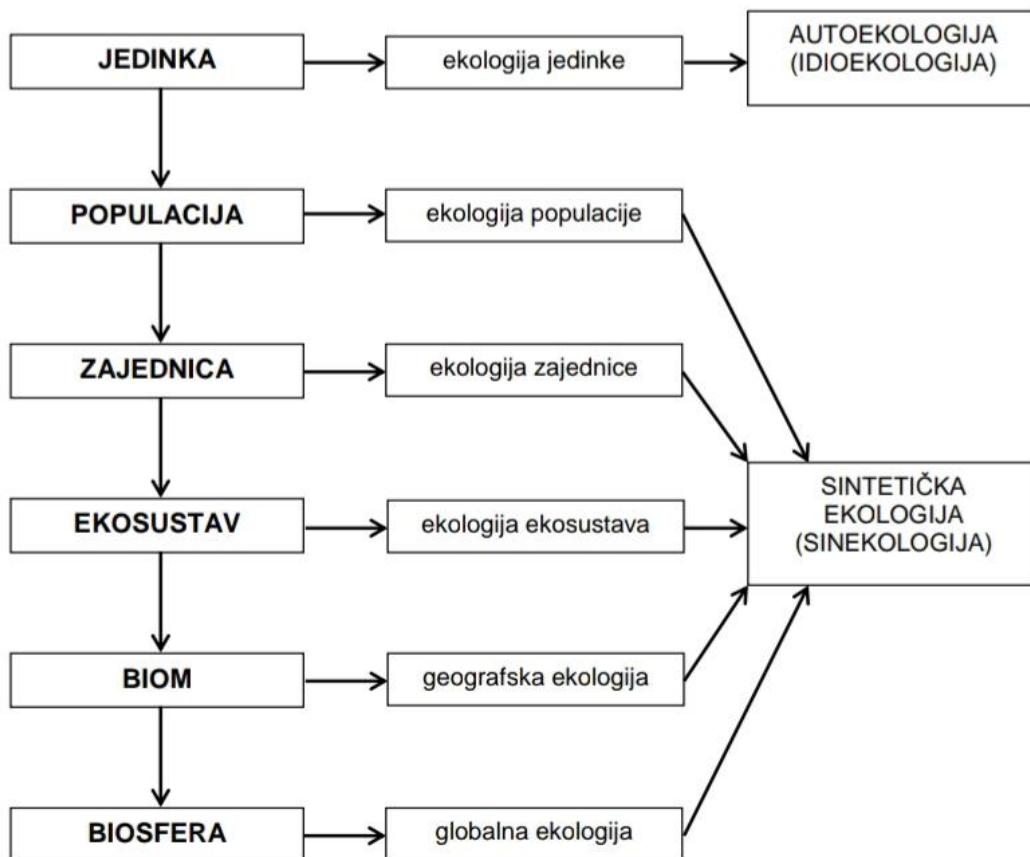 JEDINKA
ekologija jedinke
AUTOEKOLOGIJA
(IDIOEKOLOGIJA)
POPULACIJA
ekologija populacije
ZAJEDNICA
ekologija zajednice
EKOSUSTAV
ekologija ekosustava
SINTETIČKA
EKOLOGIJA
(SINEKOLOGIJA)
BIOM
geografska ekologija
BIOSFERA
globalna ekologija